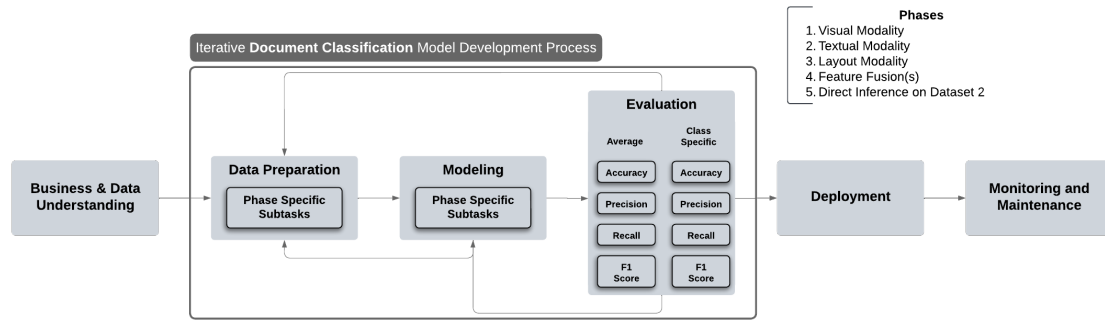 Phases
1. Visual Modality
2. Textual Modality
3. Layout Modality
4. Feature Fusion(s)
5. Direct Inference on Dataset 2
Iterative Document Classification Model Development Process
Business & Data
Understanding
Data Preparation
Phase Specific
Subtasks
Modeling
Phase Specific
Subtasks
Evaluation
Average
Accuracy
Precision
Recall
F1
Score
Class
Specific
Accuracy
Precision
Recall
F1
Score
Deployment
Monitoring and
Maintenance